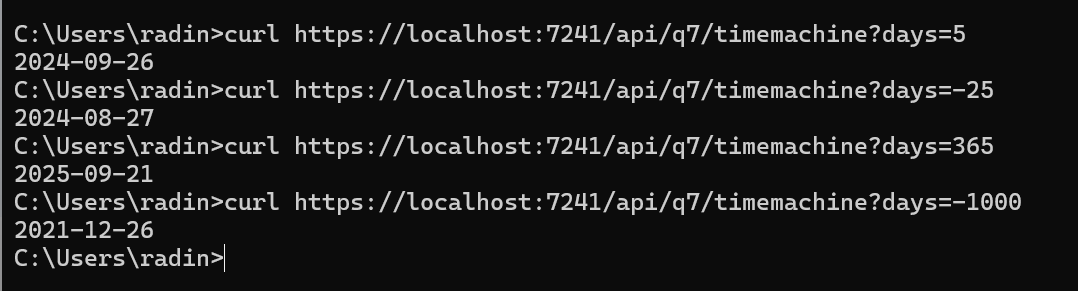 C:\Users\radin>curl https://localhost:7241/api/q7/timemachine?days=5
2024-09-26
C:\Users\radin>curl https://localhost:7241/api/q7/timemachine?days=-25
2024-08-27
C:\Users\radin>curl https://localhost:7241/api/q7/timemachine?days=365
2025-09-21
C:\Users\radin>curl https://localhost:7241/api/q7/timemachine?days=-1000
2021-12-26
C:\Users\radin>